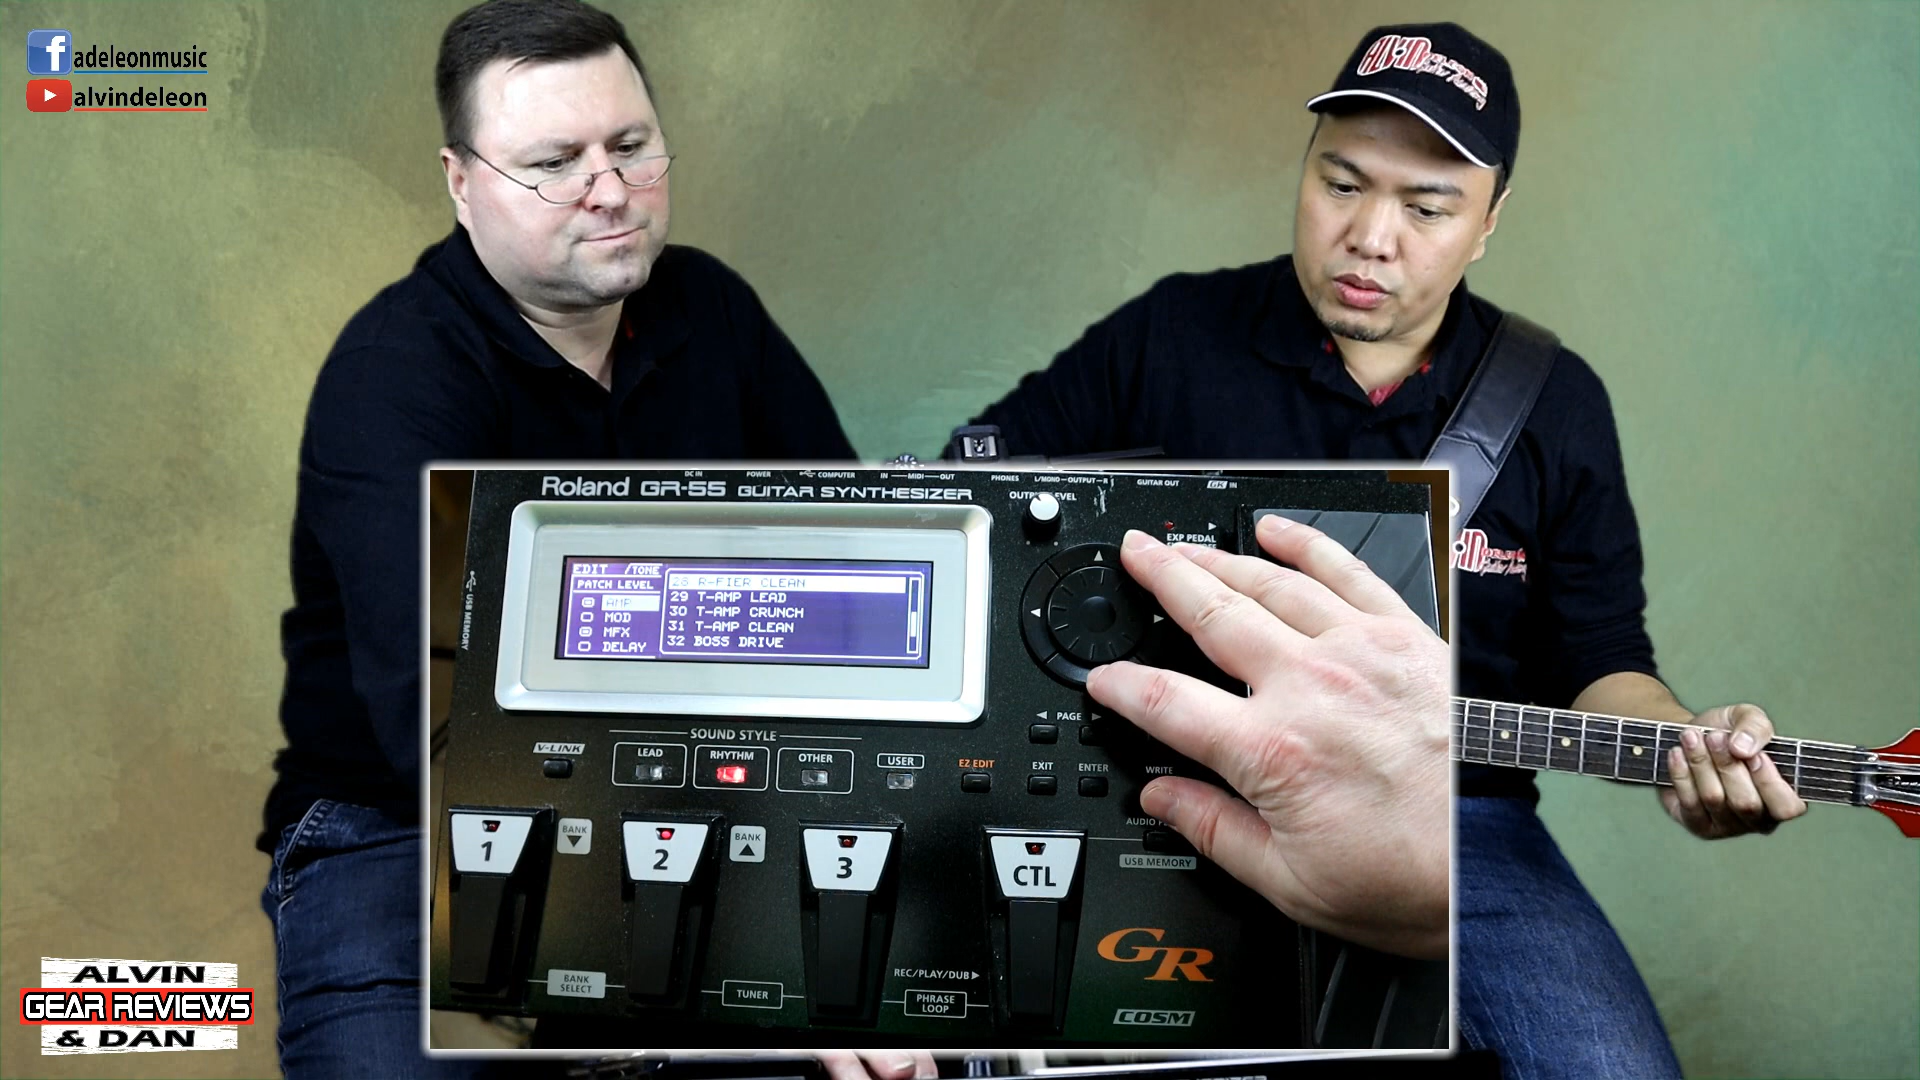 adeleonmusic
alvindeleon
ALVIN
DELEON
Roland GR-55 GUITAR SYNTHESIZER
DC IN
POWER
COMPUTER
IN — MIDI — OUT
PHONES
L/MONO — OUTPUT — R
GUITAR OUT
GK IN
EXP PEDAL
USB MEMORY
EDIT /TONE
PATCH LEVEL
AMP
MOD
MFX
DELAY
28 R-FIER CLEAN
29 T-AMP LEAD
30 T-AMP CRUNCH
31 T-AMP CLEAN
32 BOSS DRIVE
PAGE
V-LINK
SOUND STYLE
LEAD
RHYTHM
OTHER
USER
EZ EDIT
EXIT
ENTER
WRITE
AUDIO
USB MEMORY
1
BANK
2
BANK
3
CTL
BANK
SELECT
TUNER
REC/PLAY/DUB
PHRASE
LOOP
GR
COSM
ALVIN
GEAR REVIEWS
& DAN